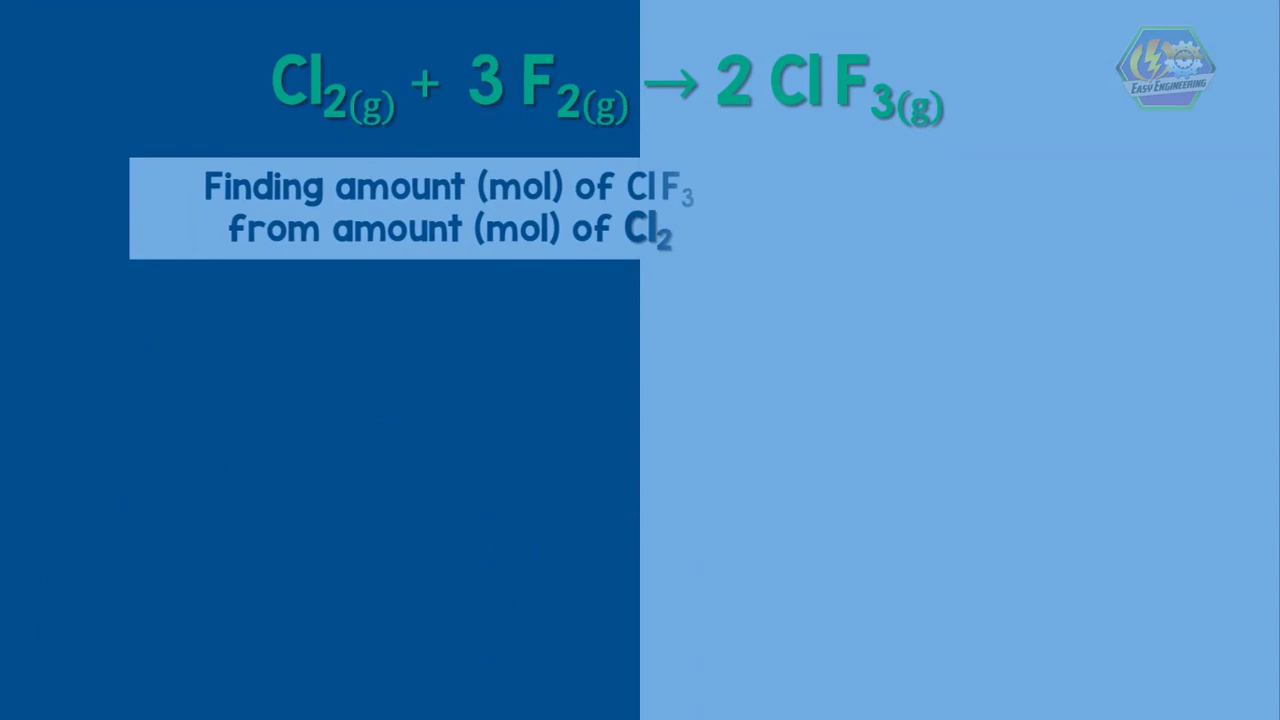 Cl₂(g) + 3 F₂(g) → 2 ClF₃(g)
EASY ENGINEERING
Finding amount (mol) of ClF₃
from amount (mol) of Cl₂